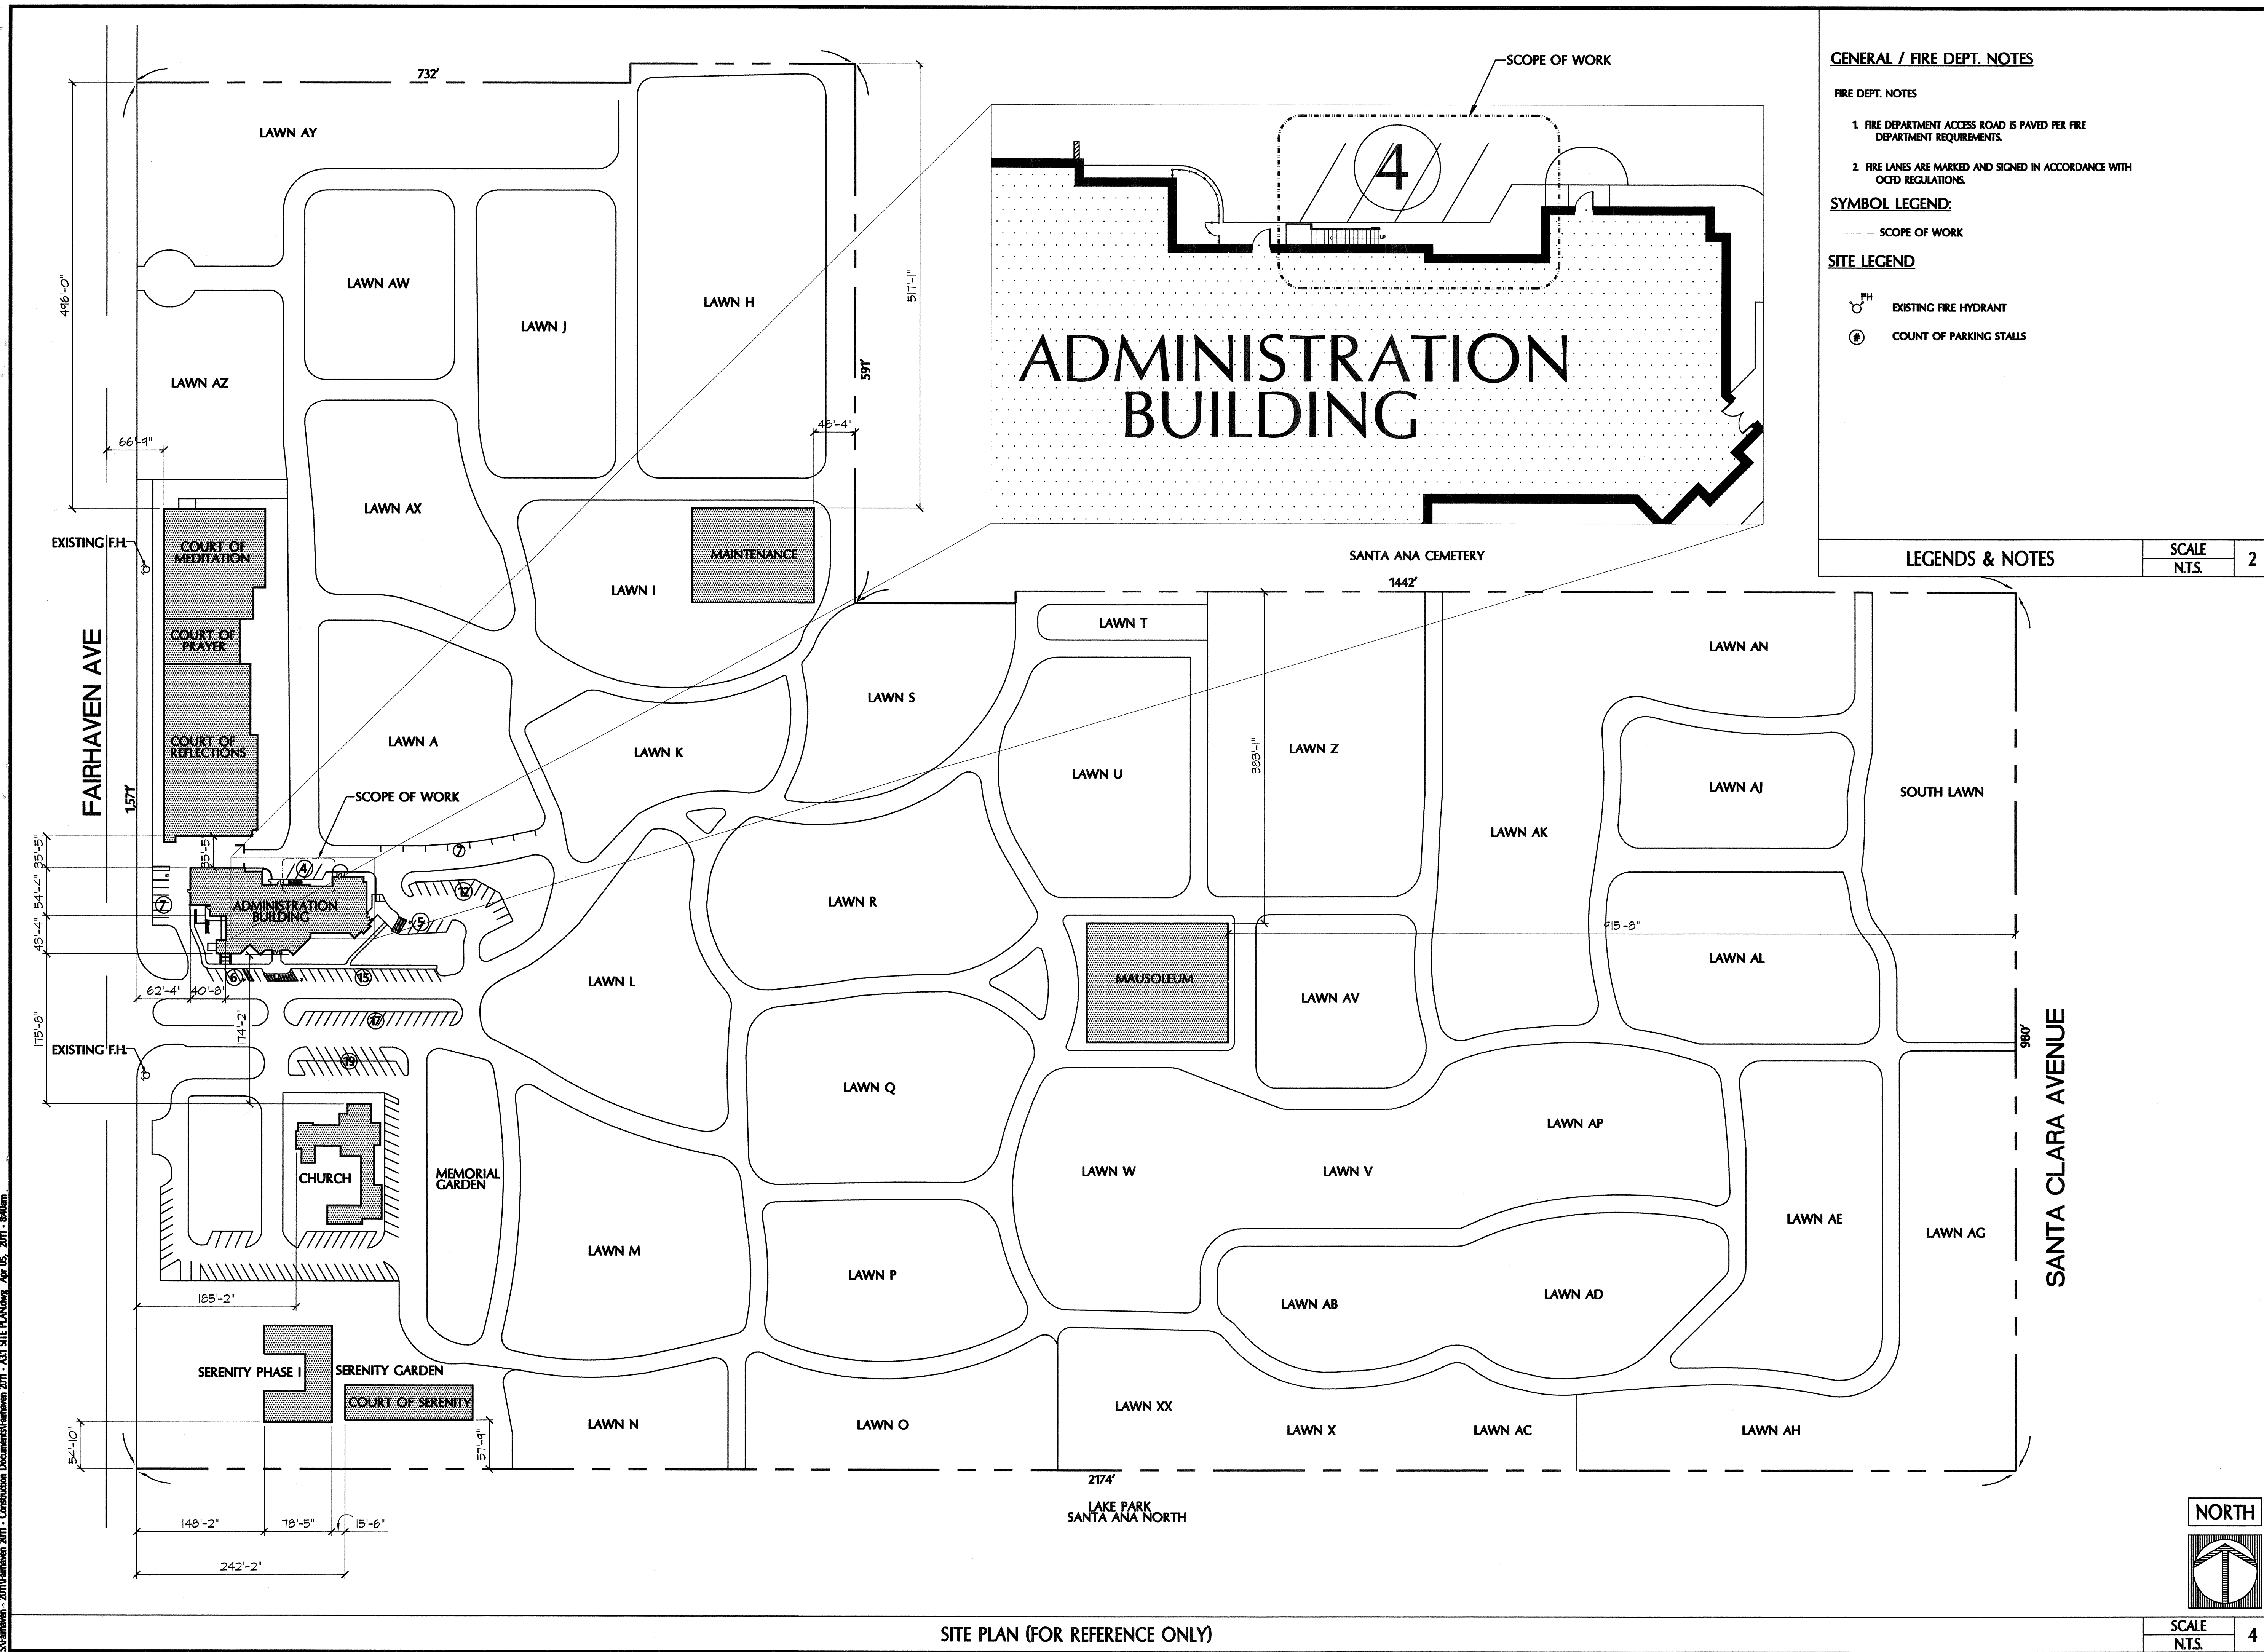 GENERAL / FIRE DEPT. NOTES
FIRE DEPT. NOTES
1. FIRE DEPARTMENT ACCESS ROAD IS PAVED PER FIRE
DEPARTMENT REQUIREMENTS.
2. FIRE LANES ARE MARKED AND SIGNED IN ACCORDANCE WITH
OCFD REGULATIONS.
SYMBOL LEGEND:
SCOPE OF WORK
SITE LEGEND
FH
EXISTING FIRE HYDRANT
#
COUNT OF PARKING STALLS
LEGENDS & NOTES
SCALE
N.T.S.
2
SCOPE OF WORK
4
UP
ADMINISTRATION
BUILDING
732'
LAWN AY
496'-0"
LAWN AW
LAWN J
LAWN H
517'-1"
591'
LAWN AZ
66'-9"
48'-4"
LAWN AX
EXISTING F.H.
COURT OF
MEDITATION
MAINTENANCE
LAWN I
SANTA ANA CEMETERY
1442'
COURT OF
PRAYER
LAWN T
LAWN AN
FAIRHAVEN AVE
1,571'
COURT OF
REFLECTIONS
LAWN A
LAWN K
LAWN S
LAWN U
383'-1"
LAWN Z
LAWN AJ
SOUTH LAWN
LAWN AK
SCOPE OF WORK
35'-5"
35'-5"
7
4
12
54'-4"
7
ADMINISTRATION
BUILDING
5
LAWN R
43'-4"
915'-8"
6
15
LAWN L
MAUSOLEUM
LAWN AV
LAWN AL
62'-4"
40'-8"
175'-8"
174'-2"
17
EXISTING F.H.
19
980'
SANTA CLARA AVENUE
LAWN Q
LAWN AP
CHURCH
MEMORIAL
GARDEN
LAWN W
LAWN V
LAWN AE
LAWN AG
LAWN M
LAWN P
185'-2"
LAWN AB
LAWN AD
SERENITY PHASE I
SERENITY GARDEN
COURT OF SERENITY
54'-10"
57'-9"
LAWN N
LAWN O
LAWN XX
LAWN X
LAWN AC
LAWN AH
2174'
LAKE PARK
SANTA ANA NORTH
148'-2"
78'-5"
15'-6"
242'-2"
NORTH
SITE PLAN (FOR REFERENCE ONLY)
SCALE
N.T.S.
4